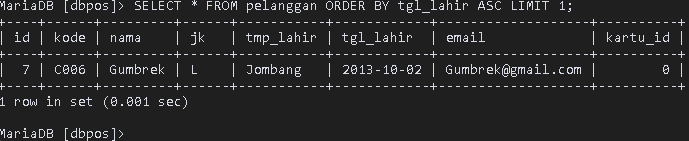 MariaDB [dbpos]> SELECT * FROM pelanggan ORDER BY tgl_lahir ASC LIMIT 1;
+----+------+---------+----+-----------+------------+-------------------+----------+
| id | kode | nama    | jk | tmp_lahir | tgl_lahir  | email             | kartu_id |
+----+------+---------+----+-----------+------------+-------------------+----------+
|  7 | C006 | Gumbrek | L  | Jombang   | 2013-10-02 | Gumbrek@gmail.com |        0 |
+----+------+---------+----+-----------+------------+-------------------+----------+
1 row in set (0.001 sec)
MariaDB [dbpos]>